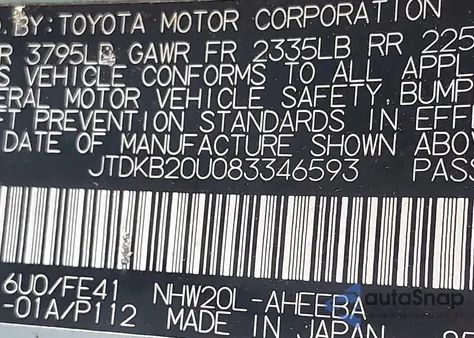 D. BY: TOYOTA MOTOR CORPORATION
R 3795LB GAWR FR 2335LB RR 225
S VEHICLE CONFORMS TO ALL APPL
ERAL MOTOR VEHICLE SAFETY, BUMP
FT PREVENTION STANDARDS IN EFF
DATE OF MANUFACTURE SHOWN ABO
JTDKB20U083346593 PASS
6U0/FE41 NHW20L-AHEEBA
-01A/P112 MADE IN JAPAN
autoSnap